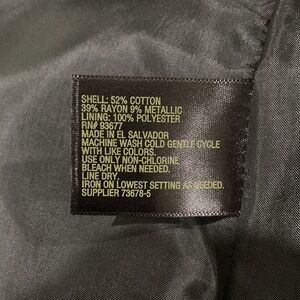 SHELL: 52% COTTON
39% RAYON 9% METALLIC
LINING: 100% POLYESTER
RN# 93677
MADE IN EL SALVADOR
MACHINE WASH COLD GENTLE CYCLE
WITH LIKE COLORS.
USE ONLY NON-CHLORINE
BLEACH WHEN NEEDED.
LINE DRY.
IRON ON LOWEST SETTING AS NEEDED.
SUPPLIER 73678-5